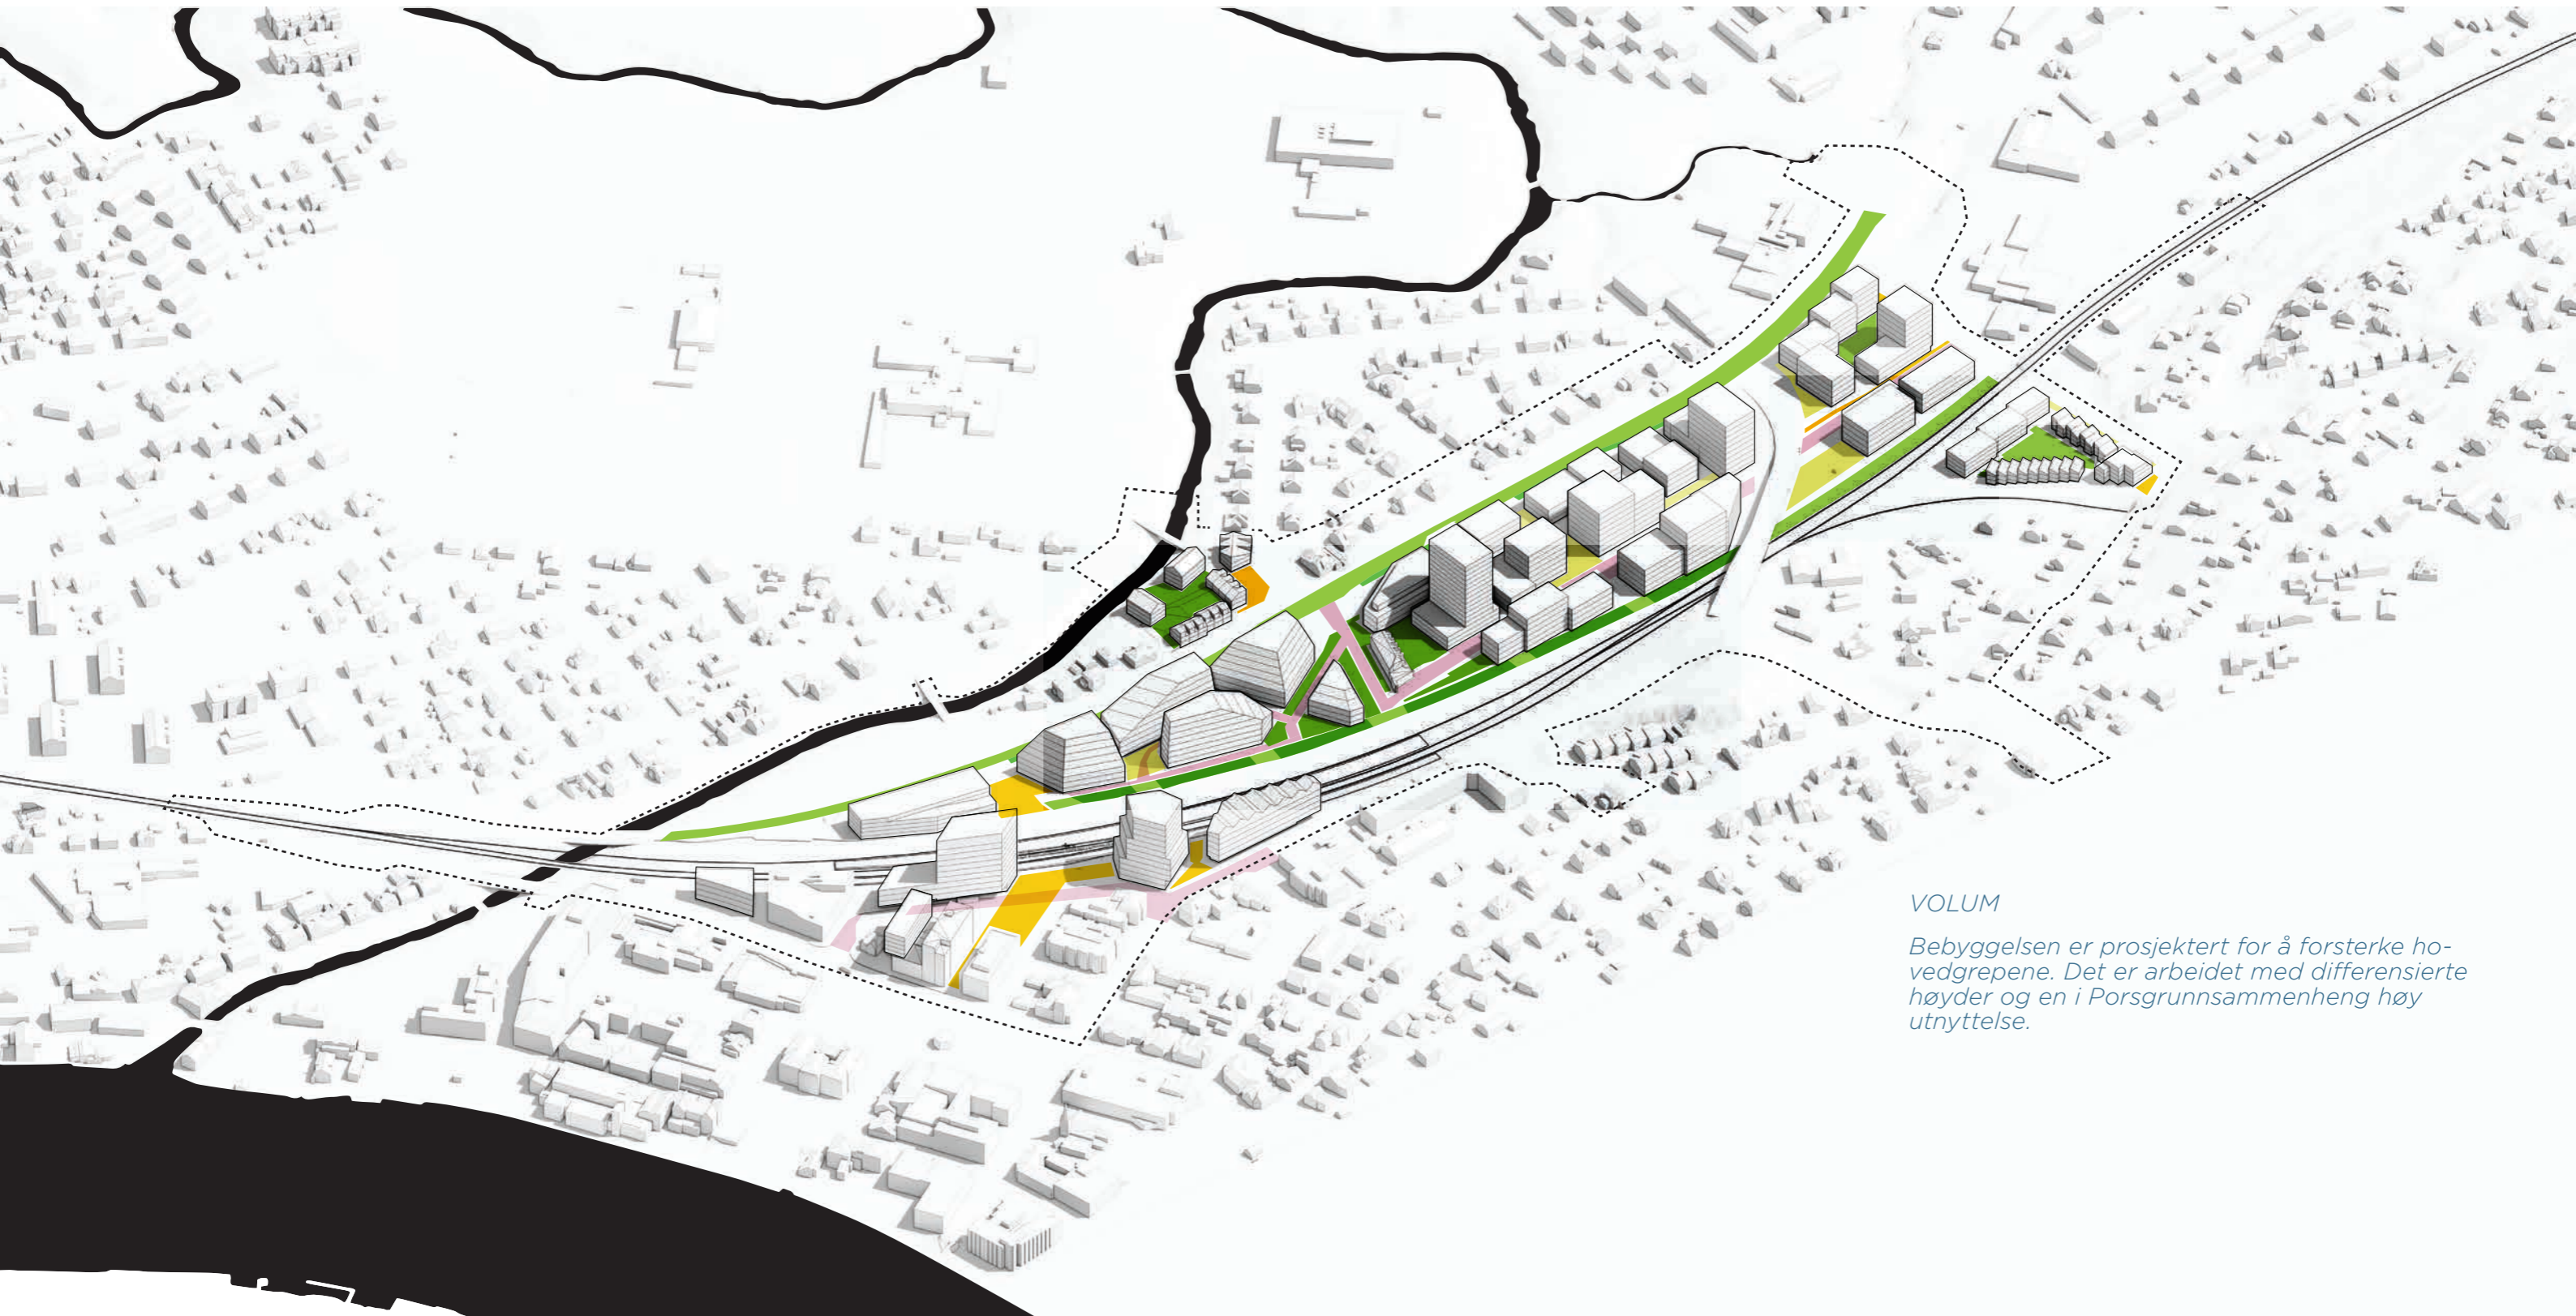 VOLUM
Bebyggelsen er prosjektert for å forsterke ho-
vedgrepene. Det er arbeidet med differensierte
høyder og en i Porsgrunnsammenheng høy
utnyttelse.